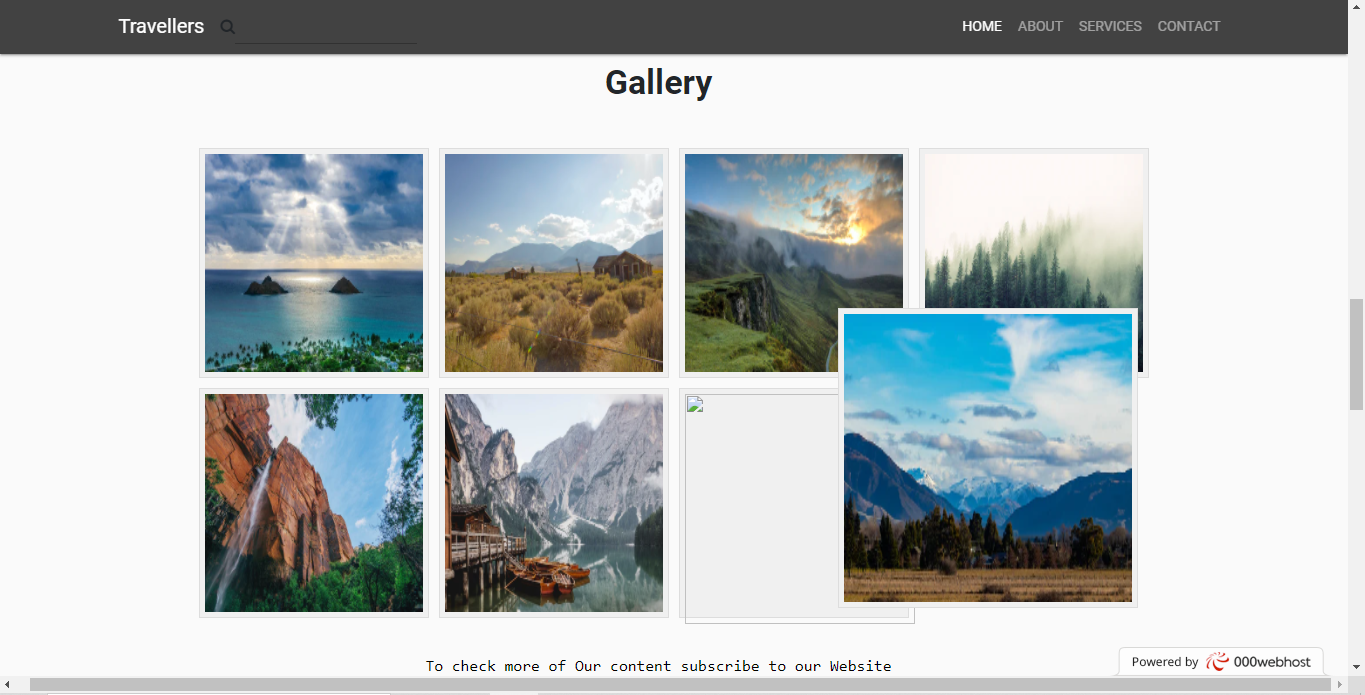 Travellers
HOME ABOUT SERVICES CONTACT
Gallery
To check more of Our content subscribe to our Website
Powered by 000webhost